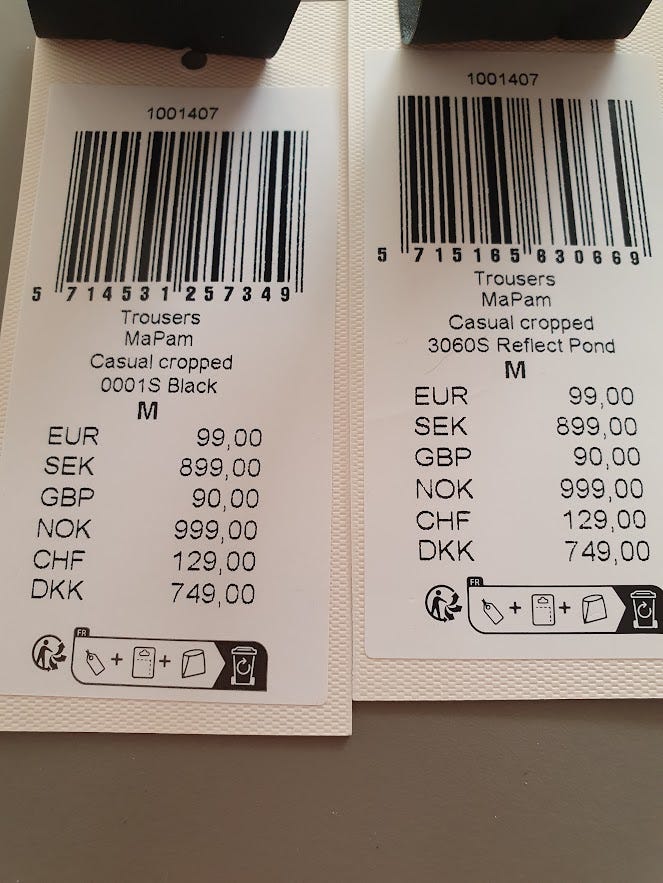 1001407
5 714531 257349
Trousers
MaPam
Casual cropped
0001S Black
M
EUR 99,00
SEK 899,00
GBP 90,00
NOK 999,00
CHF 129,00
DKK 749,00
FR
+ +
1001407
5 715165 630669
Trousers
MaPam
Casual cropped
3060S Reflect Pond
M
EUR 99,00
SEK 899,00
GBP 90,00
NOK 999,00
CHF 129,00
DKK 749,00
FR
+ +